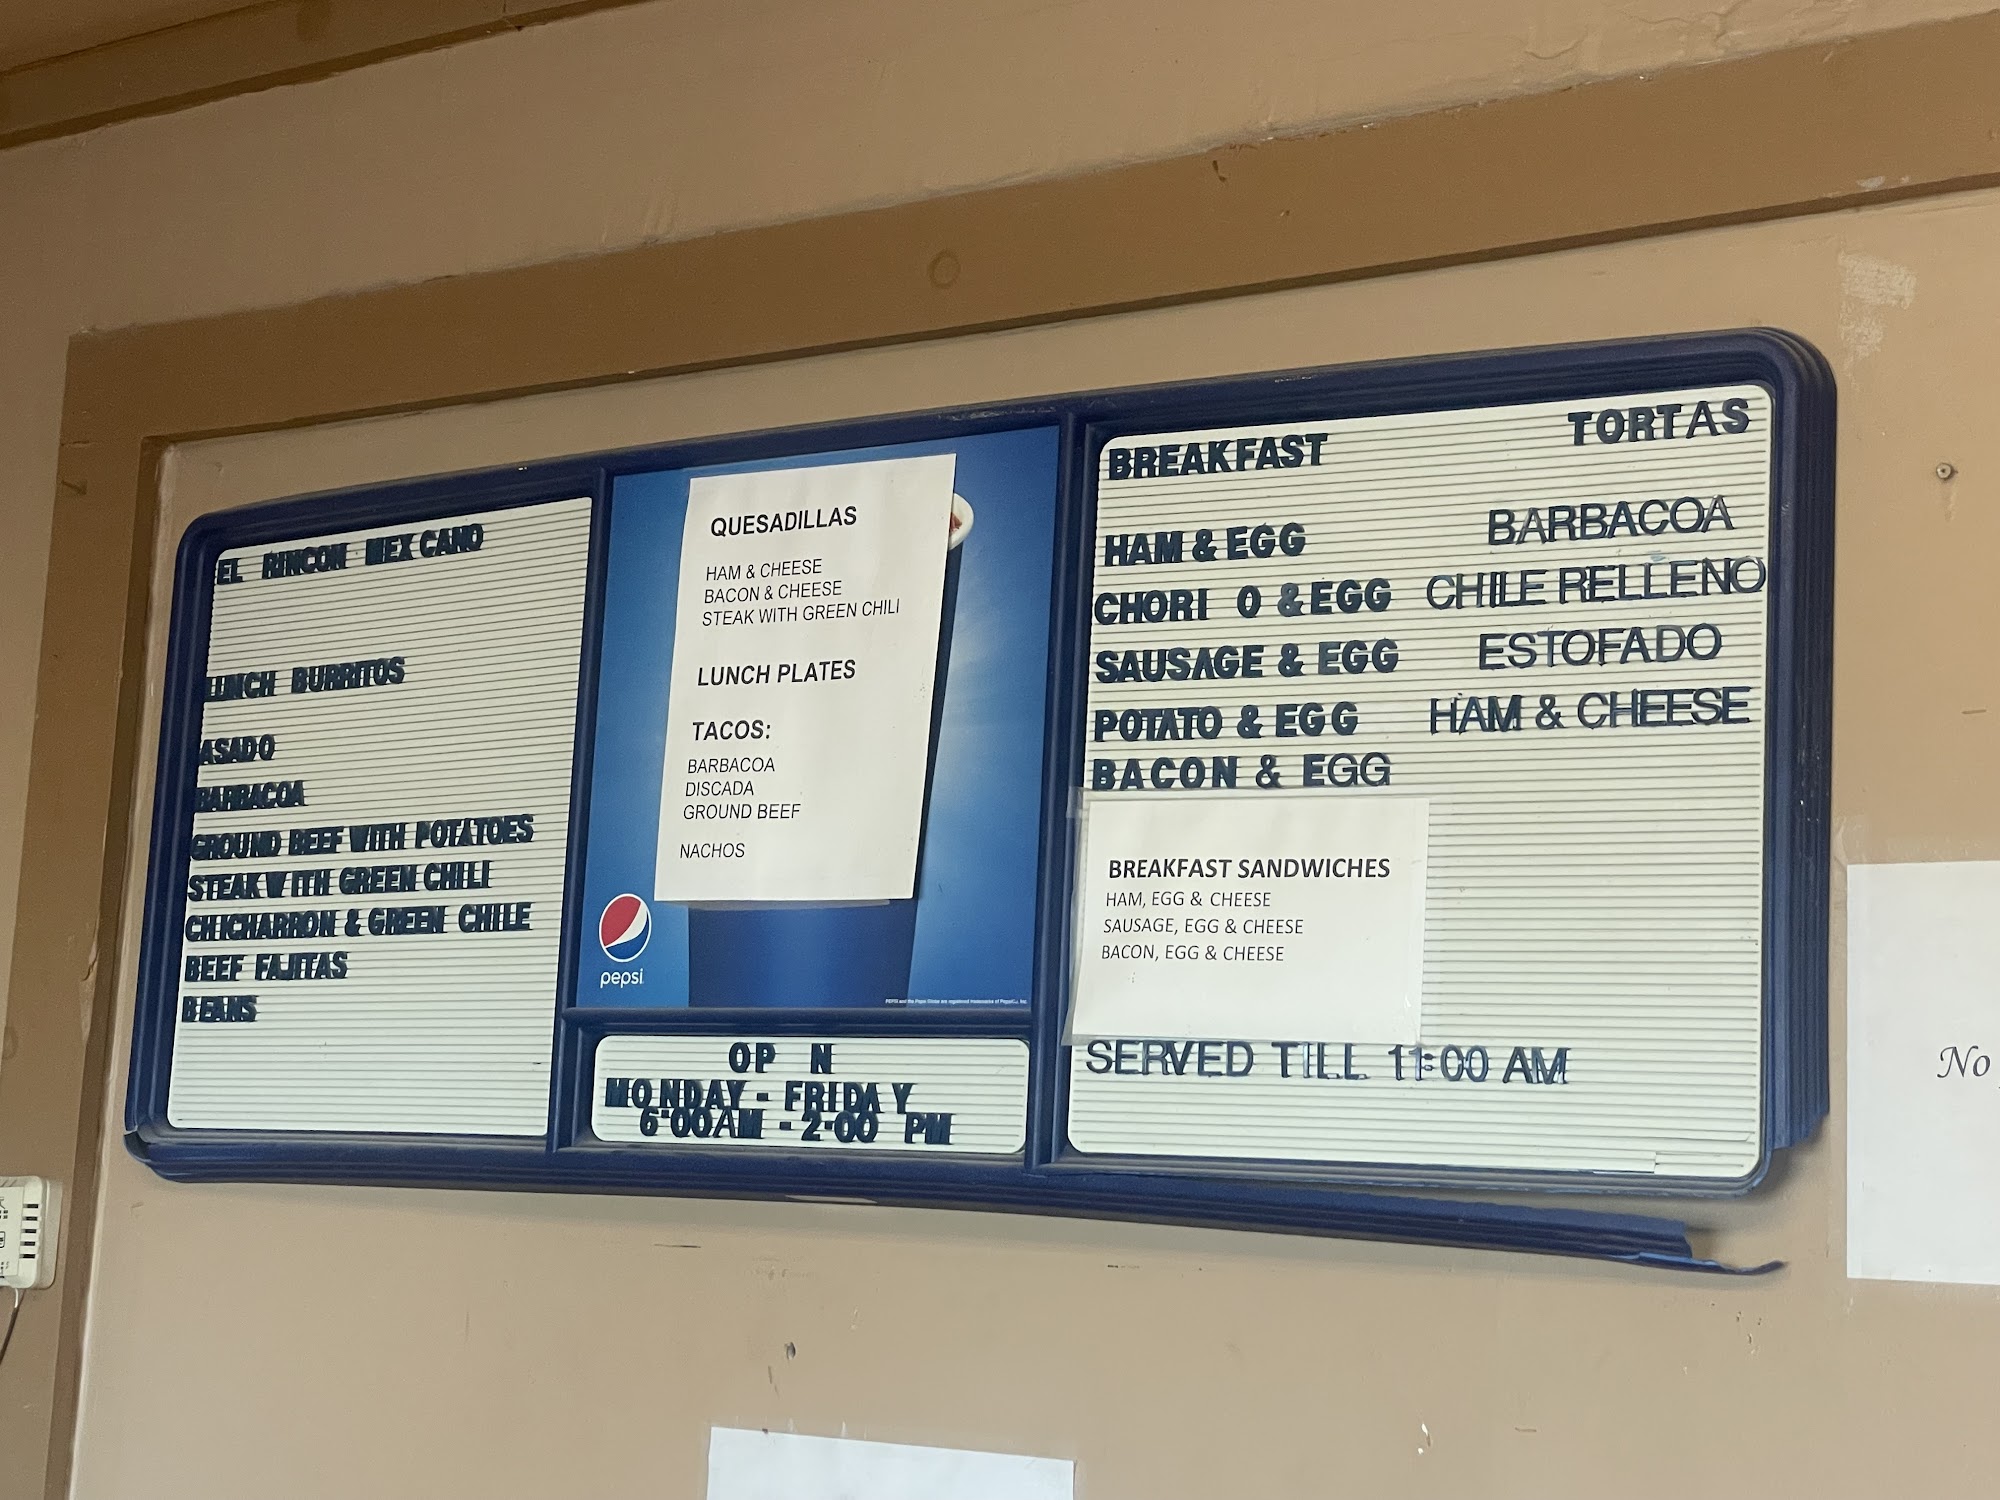 EL RINCON MEX CANO
LUNCH BURRITOS
ASADO
BARBACOA
GROUND BEEF WITH POTATOES
STEAK WITH GREEN CHILI
CHICHARRON & GREEN CHILE
BEEF FAJITAS
BEANS
QUESADILLAS
HAM & CHEESE
BACON & CHEESE
STEAK WITH GREEN CHILI
LUNCH PLATES
TACOS:
BARBACOA
DISCADA
GROUND BEEF
NACHOS
pepsi
OP N
MONDAY - FRIDAY
6:00AM - 2:00 PM
BREAKFAST
HAM & EGG
CHORI O & EGG
SAUSAGE & EGG
POTATO & EGG
BACON & EGG
BREAKFAST SANDWICHES
HAM, EGG & CHEESE
SAUSAGE, EGG & CHEESE
BACON, EGG & CHEESE
SERVED TILL 11:00 AM
TORTAS
BARBACOA
CHILE RELLENO
ESTOFADO
HAM & CHEESE
No